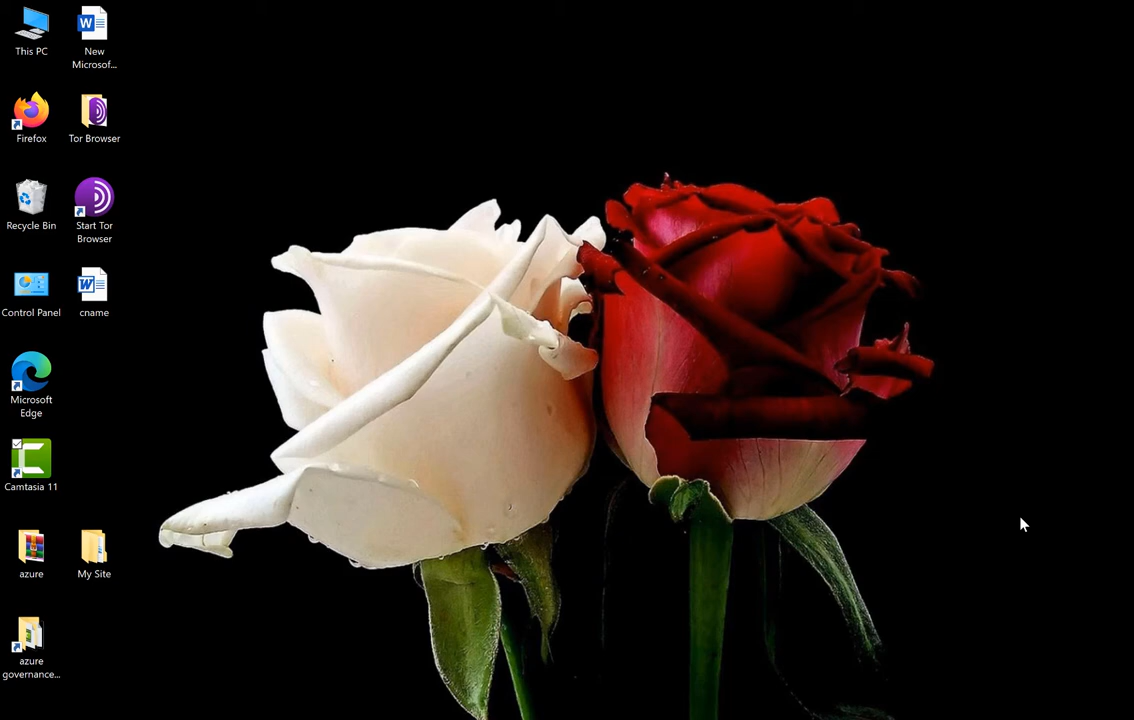 This PC
New
Microsof...
Firefox
Tor Browser
Recycle Bin
Start Tor
Browser
Control Panel
cname
Microsoft
Edge
Camtasia 11
azure
My Site
azure
governance...